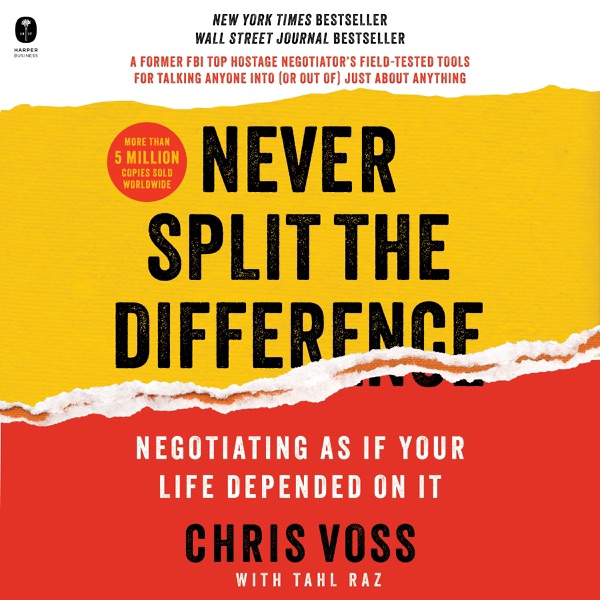 NEW YORK TIMES BESTSELLER
WALL STREET JOURNAL BESTSELLER
HARPER
BUSINESS
A FORMER FBI TOP HOSTAGE NEGOTIATOR'S FIELD-TESTED TOOLS
FOR TALKING ANYONE INTO (OR OUT OF) JUST ABOUT ANYTHING
MORE THAN
5 MILLION
COPIES SOLD
WORLDWIDE
NEVER
SPLIT THE
DIFFERENCE
NEGOTIATING AS IF YOUR
LIFE DEPENDED ON IT
CHRIS VOSS
WITH TAHL RAZ